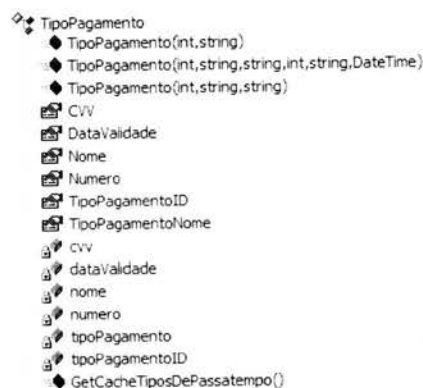 TipoPagamento
TipoPagamento(int,string)
TipoPagamento(int,string,string,int,string,DateTime)
TipoPagamento(int,string,string)
CVV
DataValidade
Nome
Numero
TipoPagamentoID
TipoPagamentoNome
cvv
dataValidade
nome
numero
tipoPagamento
tipoPagamentoID
GetCacheTiposDePassatempo()